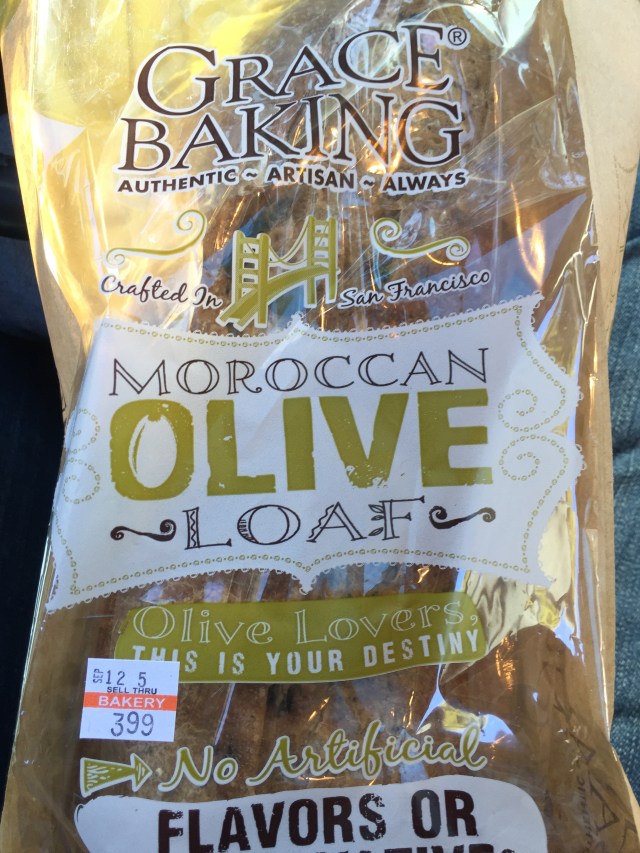 GRACE®
BAKING
AUTHENTIC ~ ARTISAN ~ ALWAYS
Crafted In San Francisco
MOROCCAN
OLIVE
LOAF
Olive Lovers,
THIS IS YOUR DESTINY
SEP 12 5
SELL THRU
BAKERY
399
No Artificial
FLAVORS OR